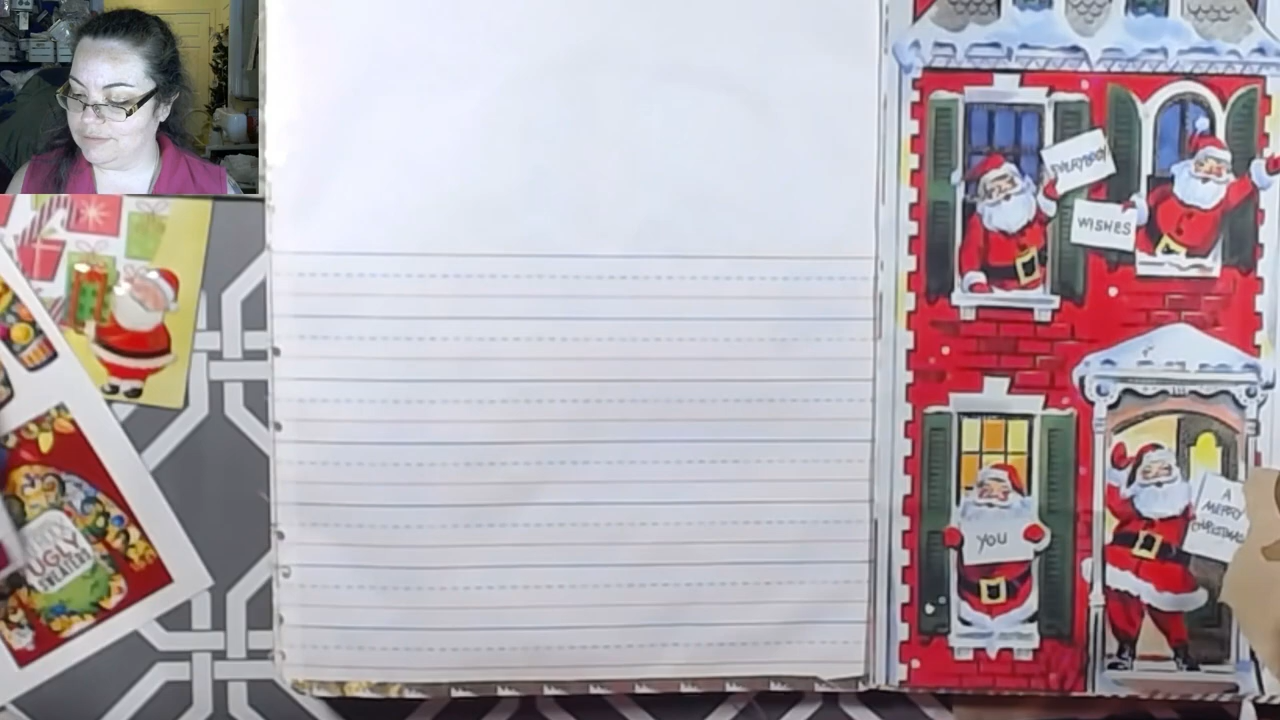 EVERYBODY
WISHES
YOU
A
MERRY
CHRISTMAS
UGLY
SWEATER